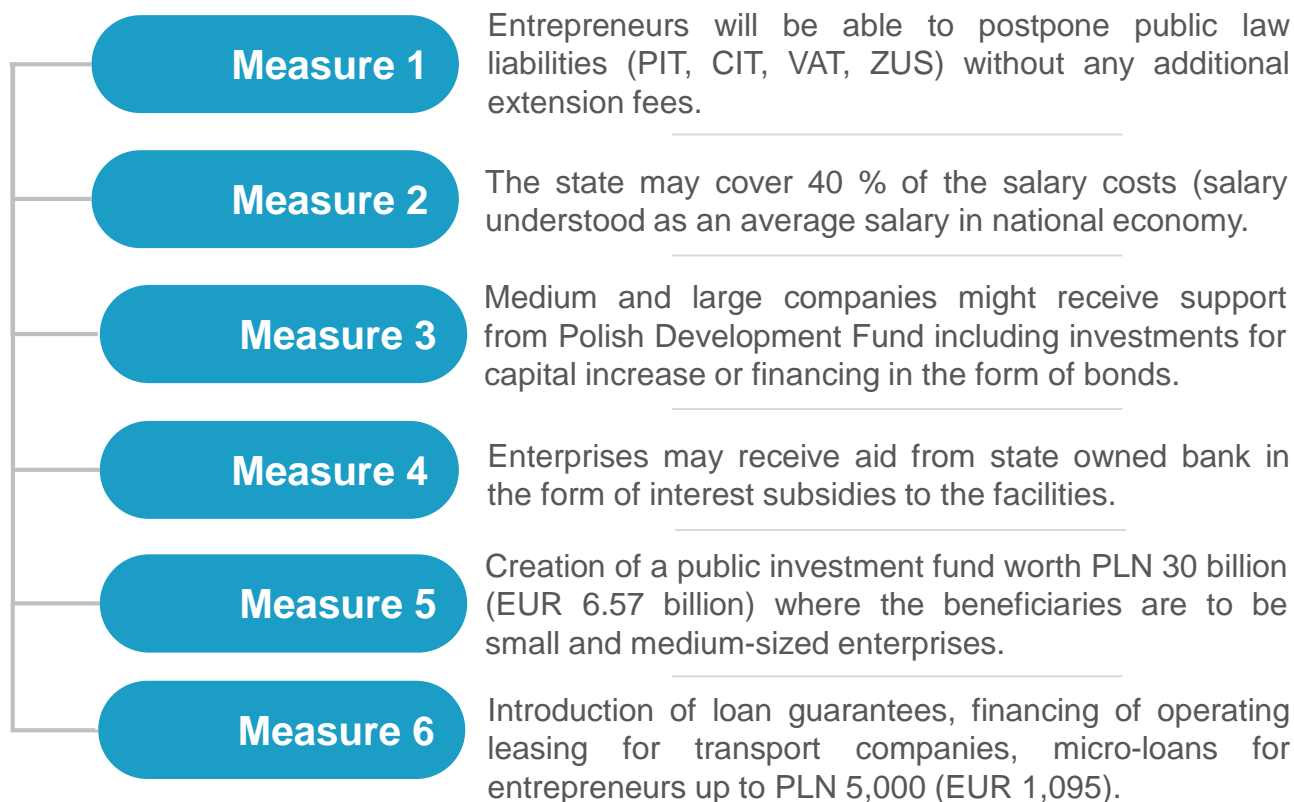 Measure 1
Entrepreneurs will be able to postpone public law
liabilities (PIT, CIT, VAT, ZUS) without any additional
extension fees.
Measure 2
The state may cover 40 % of the salary costs (salary
understood as an average salary in national economy.
Measure 3
Medium and large companies might receive support
from Polish Development Fund including investments for
capital increase or financing in the form of bonds.
Measure 4
Enterprises may receive aid from state owned bank in
the form of interest subsidies to the facilities.
Measure 5
Creation of a public investment fund worth PLN 30 billion
(EUR 6.57 billion) where the beneficiaries are to be
small and medium-sized enterprises.
Measure 6
Introduction of loan guarantees, financing of operating
leasing for transport companies, micro-loans for
entrepreneurs up to PLN 5,000 (EUR 1,095).